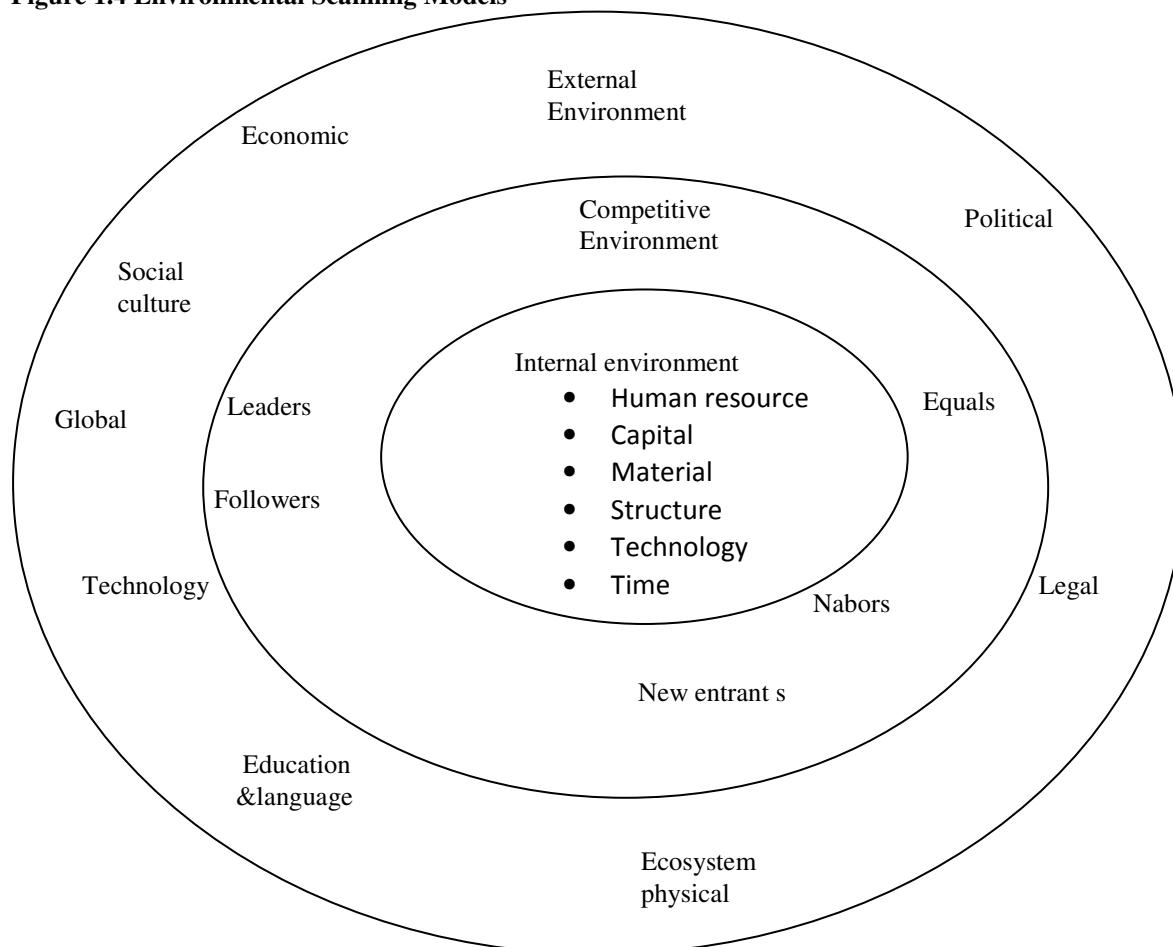 Figure 1.4 Environmental Scanning Models
External
Environment
Economic
Competitive
Environment
Political
Social
culture
Internal environment
• Human resource
• Capital
• Material
• Structure
• Technology
• Time
Global
Leaders
Equals
Followers
Technology
Nabors
Legal
New entrant s
Education
&language
Ecosystem
physical